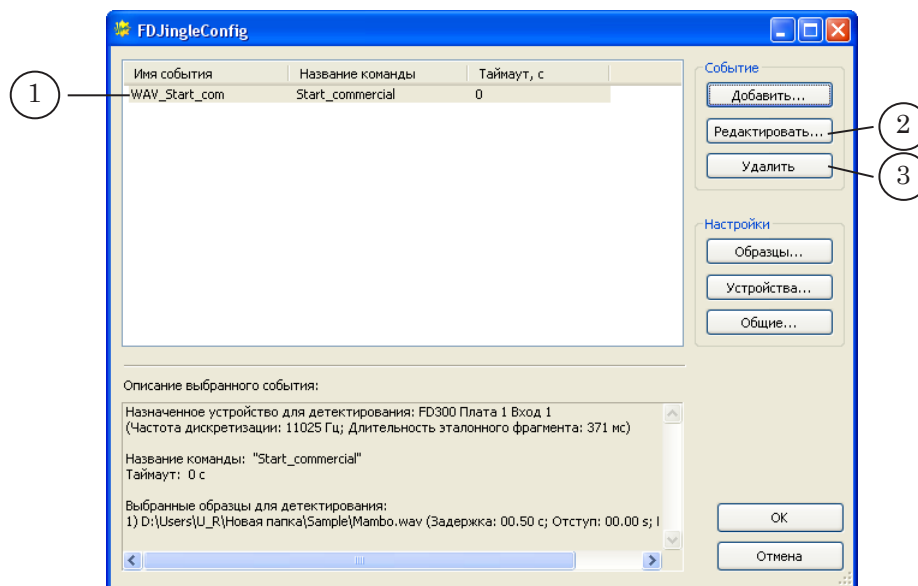 FDJingleConfig
Имя события Название команды Таймаут, с
1 WAV_Start_com Start_commercial 0
Событие
Добавить...
Редактировать... 2
Удалить 3
Настройки
Образцы...
Устройства...
Общие...
Описание выбранного события:
Назначенное устройство для детектирования: FD300 Плата 1 Вход 1
(Частота дискретизации: 11025 Гц; Длительность эталонного фрагмента: 371 мс)
Название команды: "Start_commercial"
Таймаут: 0 с
Выбранные образцы для детектирования:
1) D:\Users\U_R\Новая папка\Sample\Mambo.wav (Задержка: 00.50 с; Отступ: 00.00 s;
OK
Отмена